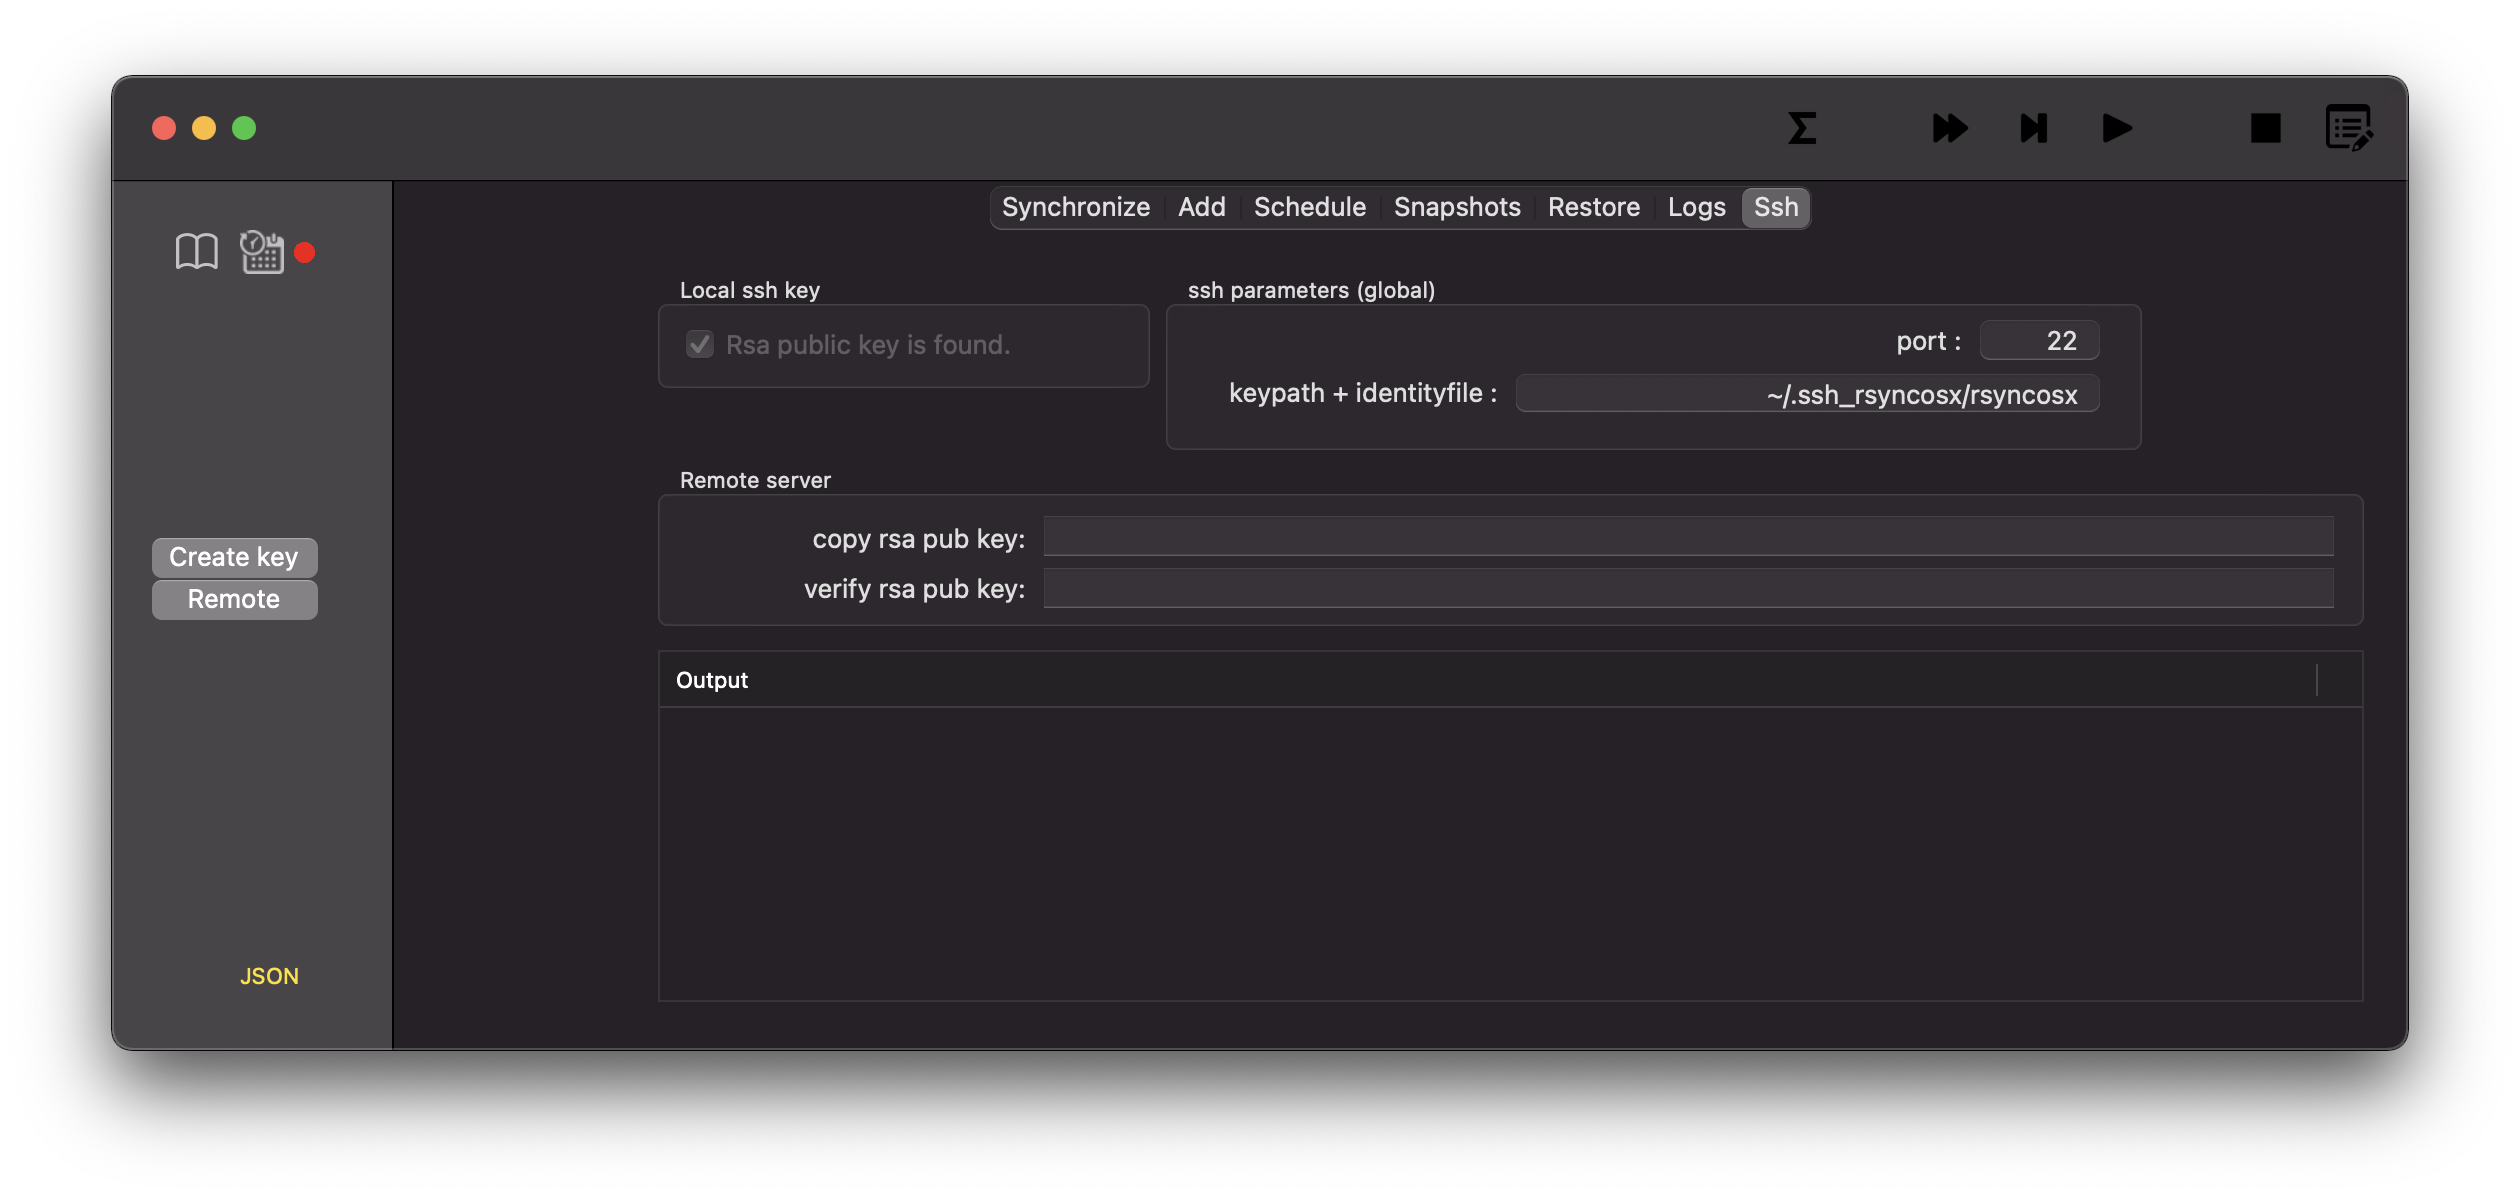 Synchronize Add Schedule Snapshots Restore Logs Ssh
Local ssh key
Rsa public key is found.
ssh parameters (global)
port : 22
keypath + identityfile : ~/.ssh_rsyncosx/rsyncosx
Remote server
copy rsa pub key:
verify rsa pub key:
Create key
Remote
Output
JSON